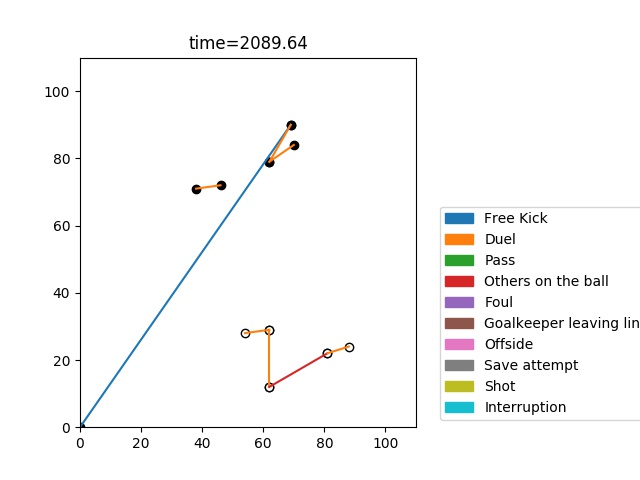 time=2089.64
100
80
60
40
20
0
0 20 40 60 80 100
Free Kick
Duel
Pass
Others on the ball
Foul
Goalkeeper leaving lin
Offside
Save attempt
Shot
Interruption